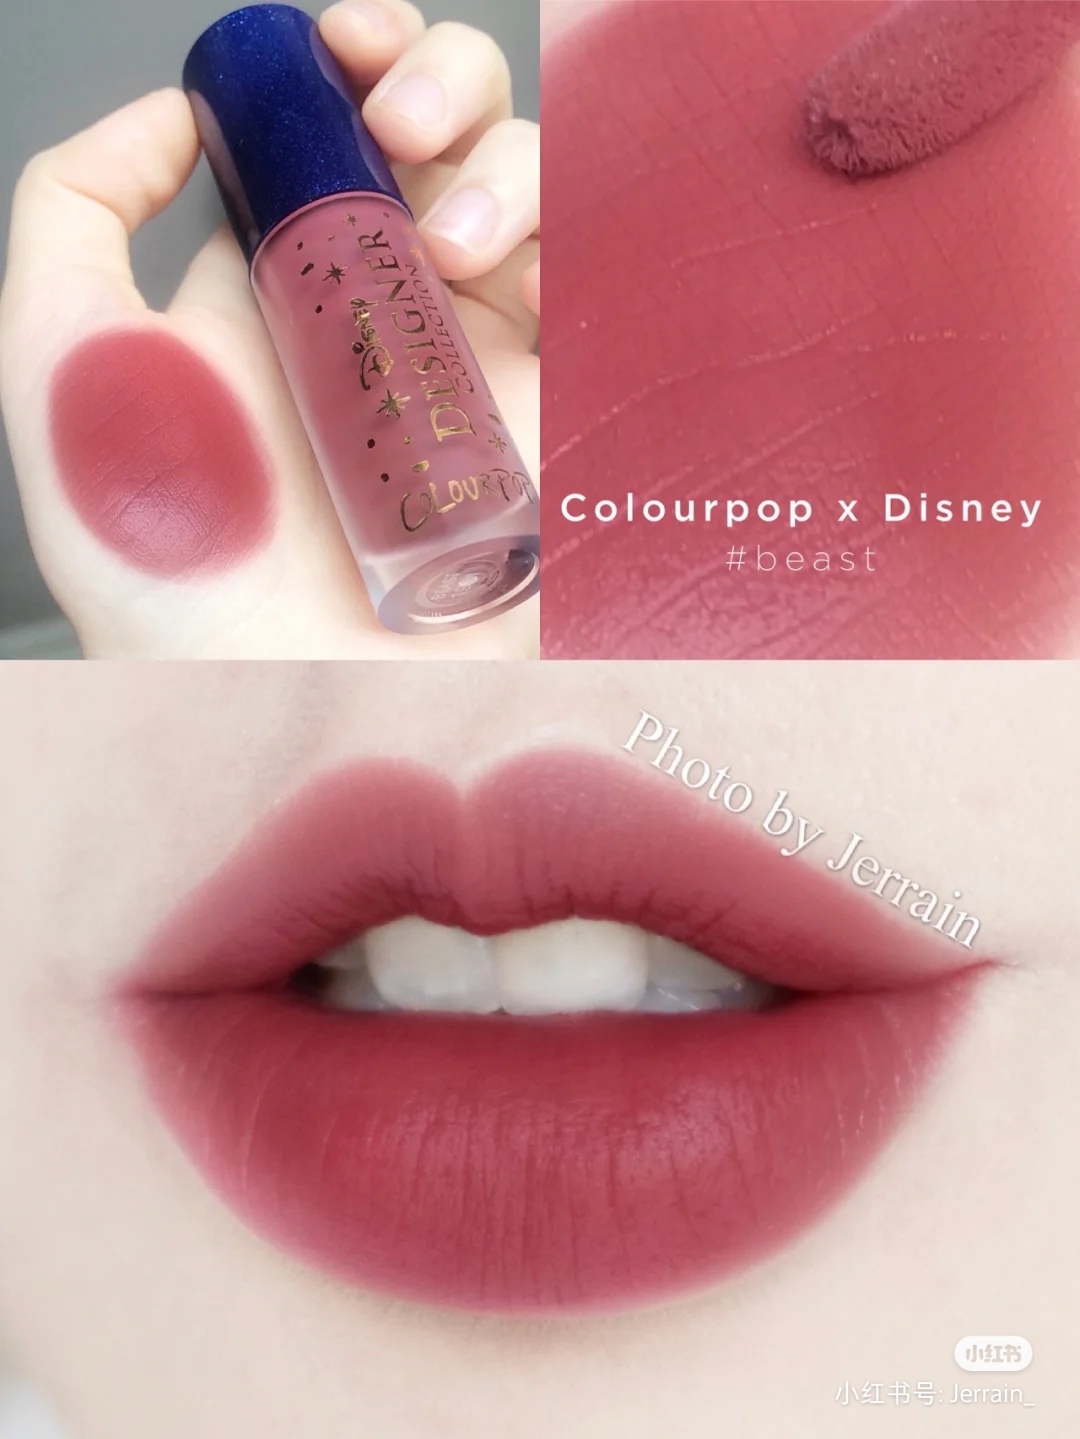 Disney
DESIGNER
COLLECTION
COLOURPOP
Colourpop x Disney
#beast
Photo by Jerrain
小红书
小红书号: Jerrain_